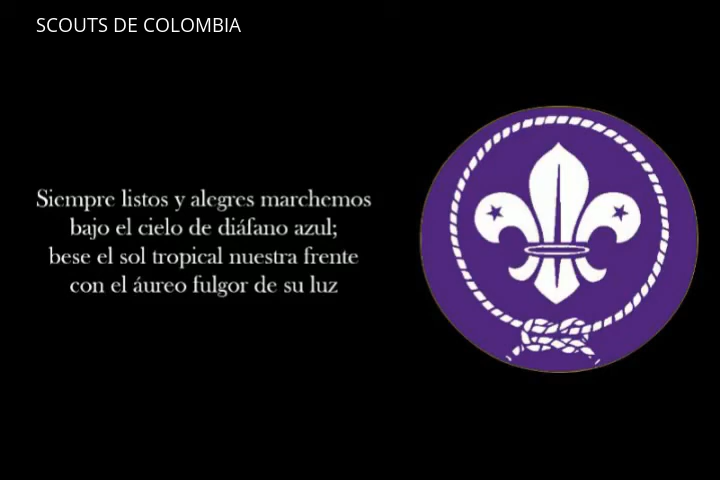 SCOUTS DE COLOMBIA
Siempre listos y alegres marchemos
bajo el cielo de diáfano azul;
bese el sol tropical nuestra frente
con el áureo fulgor de su luz